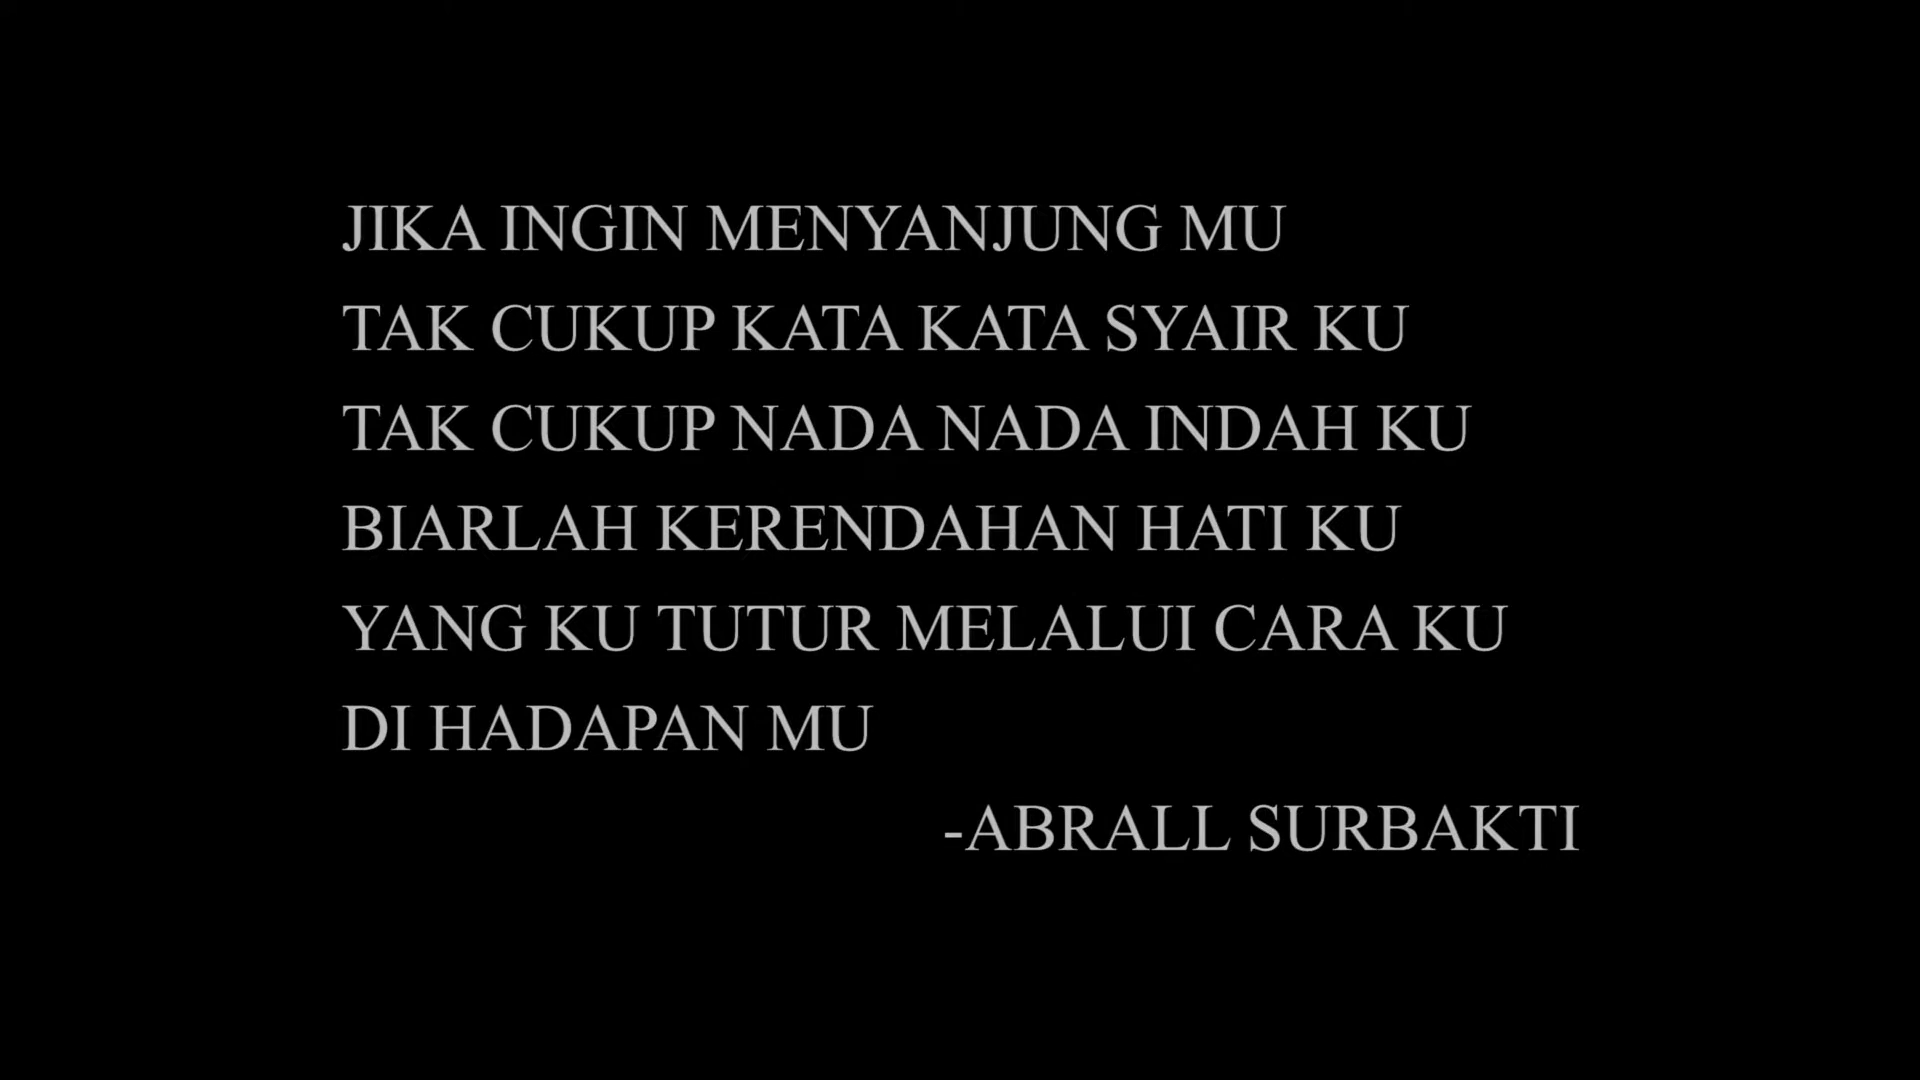 JIKA INGIN MENYANJUNG MU
TAK CUKUP KATA KATA SYAIR KU
TAK CUKUP NADA NADA INDAH KU
BIARLAH KERENDAHAN HATI KU
YANG KU TUTUR MELALUI CARA KU
DI HADAPAN MU
-ABRALL SURBAKTI